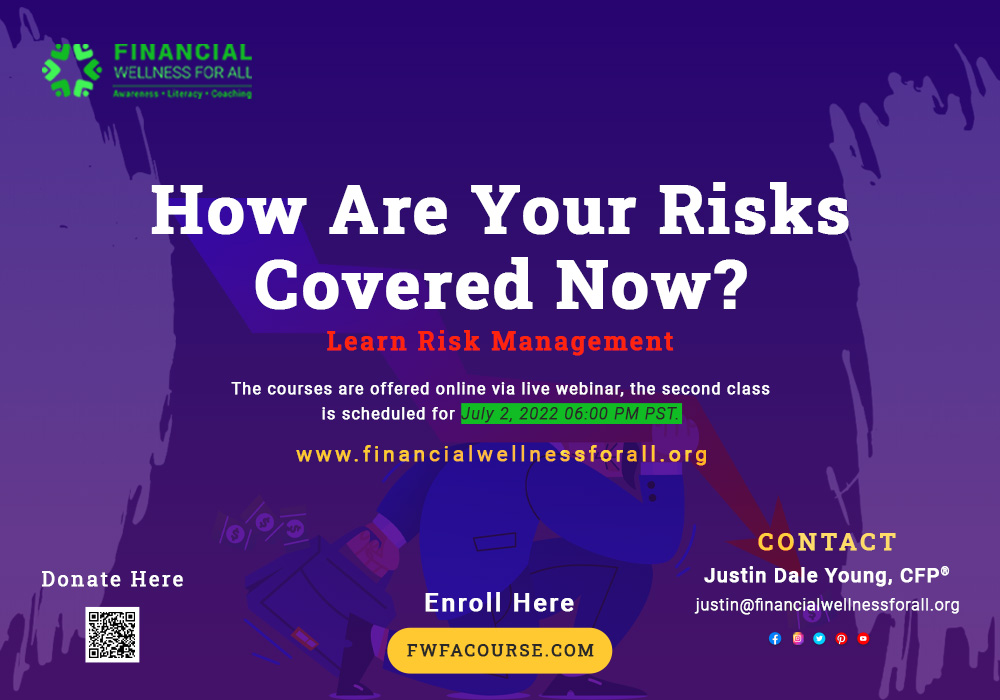 FINANCIAL
WELLNESS FOR ALL
Awareness • Literacy • Coaching
How Are Your Risks
Covered Now?
Learn Risk Management
The courses are offered online via live webinar, the second class
is scheduled for July 2, 2022 06:00 PM PST.
www.financialwellnessforall.org
Donate Here
Enroll Here
FWFACOURSE.COM
CONTACT
Justin Dale Young, CFP®
justin@financialwellnessforall.org